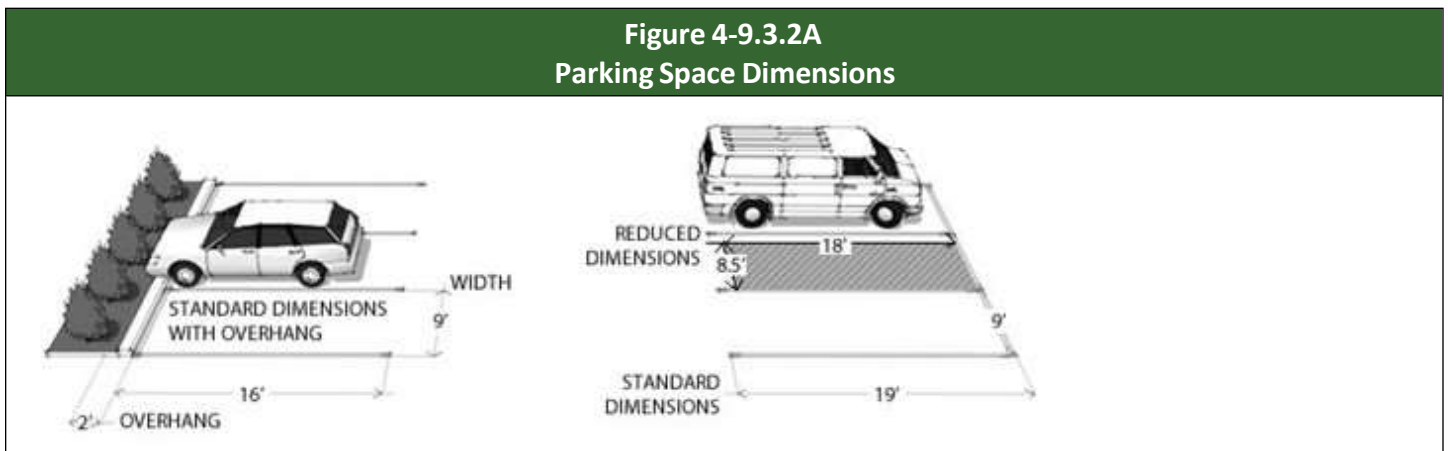 Figure 4-9.3.2A
Parking Space Dimensions
WIDTH
STANDARD DIMENSIONS
WITH OVERHANG
9'
16'
2'
OVERHANG
REDUCED
DIMENSIONS
18'
8.5'
9'
STANDARD
DIMENSIONS
19'